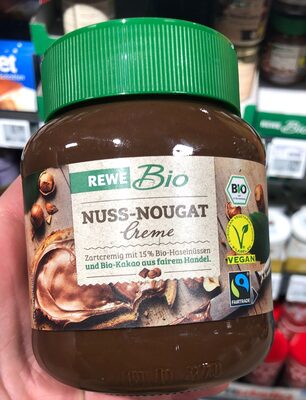 et
REWE Bio
NUSS-NOUGAT
Creme
Zartcremig mit 15% Bio-Haselnüssen
und Bio-Kakao aus fairem Handel.
BIO
V
VEGAN
FAIRTRADE